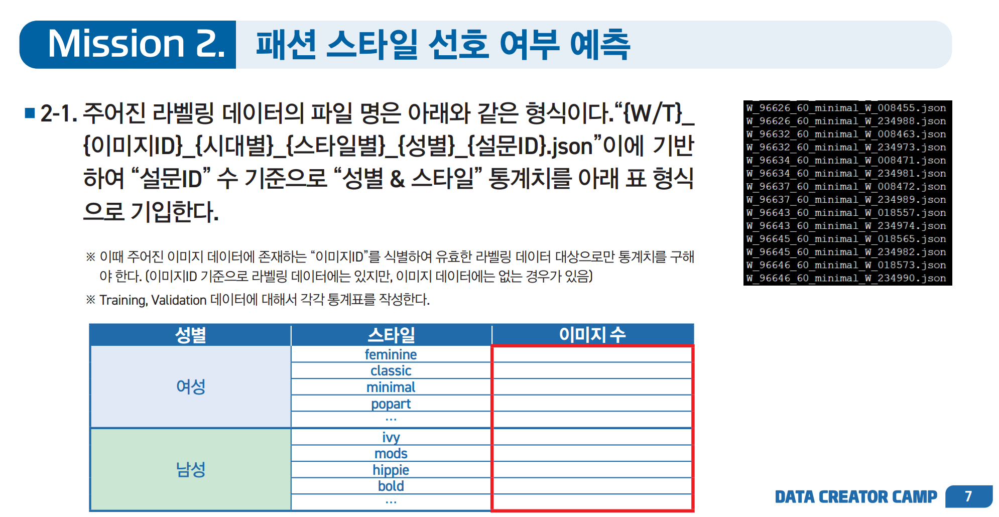 Mission 2. 패션 스타일 선호 여부 예측
2-1. 주어진 라벨링 데이터의 파일 명은 아래와 같은 형식이다.“{W/T}_
{이미지ID}_{시대별}_{스타일별}_{성별}_{설문ID}.json”이에 기반
하여 “설문ID” 수 기준으로 “성별 & 스타일” 통계치를 아래 표 형식
으로 기입한다.
※ 이때 주어진 이미지 데이터에 존재하는 “이미지ID”를 식별하여 유효한 라벨링 데이터 대상으로만 통계치를 구해
야 한다. (이미지ID 기준으로 라벨링 데이터에는 있지만, 이미지 데이터에는 없는 경우가 있음)
※ Training, Validation 데이터에 대해서 각각 통계표를 작성한다.
W_96626_60_minimal_W_008455.json
W_96626_60_minimal_W_234988.json
W_96632_60_minimal_W_008463.json
W_96632_60_minimal_W_234973.json
W_96634_60_minimal_W_008471.json
W_96634_60_minimal_W_234981.json
W_96637_60_minimal_W_008472.json
W_96637_60_minimal_W_234989.json
W_96643_60_minimal_W_018557.json
W_96643_60_minimal_W_234974.json
W_96645_60_minimal_W_018565.json
W_96645_60_minimal_W_234982.json
W_96646_60_minimal_W_018573.json
W_96646_60_minimal_W_234990.json
성별 스타일 이미지 수
여성
feminine
classic
minimal
popart
...
남성
ivy
mods
hippie
bold
...
DATA CREATOR CAMP 7